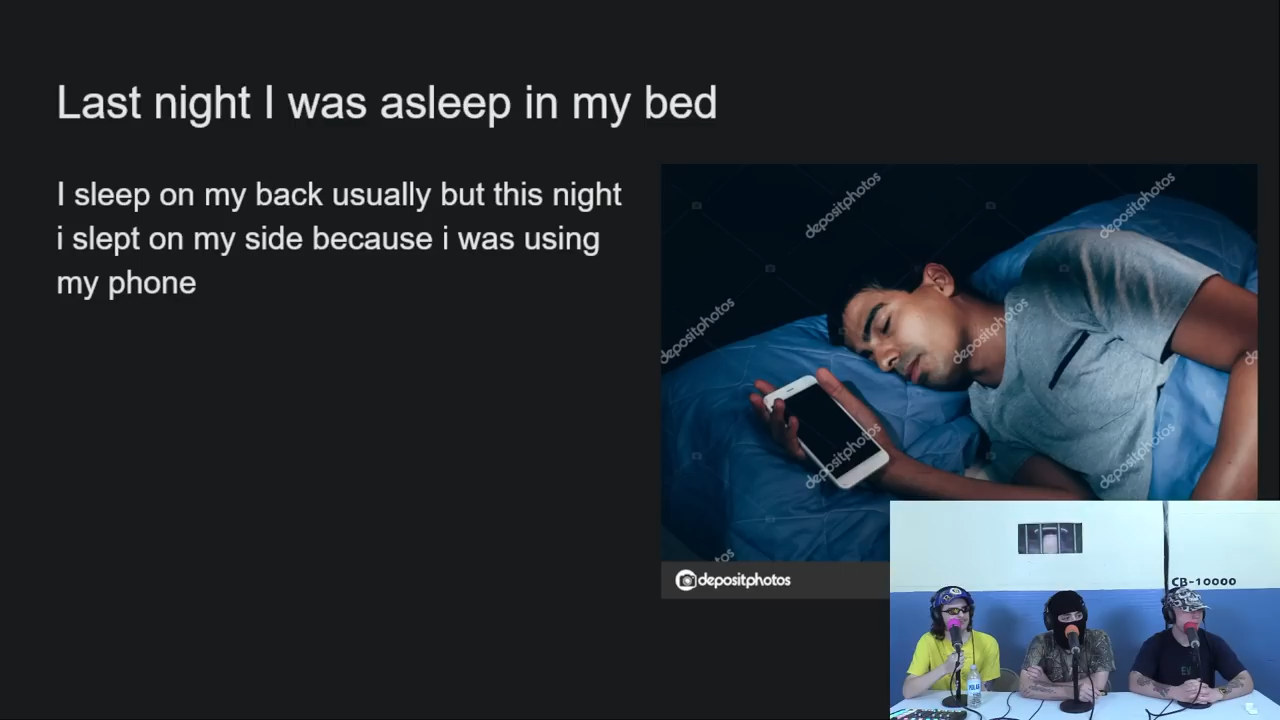 Last night I was asleep in my bed
I sleep on my back usually but this night
i slept on my side because i was using
my phone
depositphotos
depositphotos
depositphotos
depositphotos
depositphotos
depositphotos
depositphotos
CB-10000
POLAR